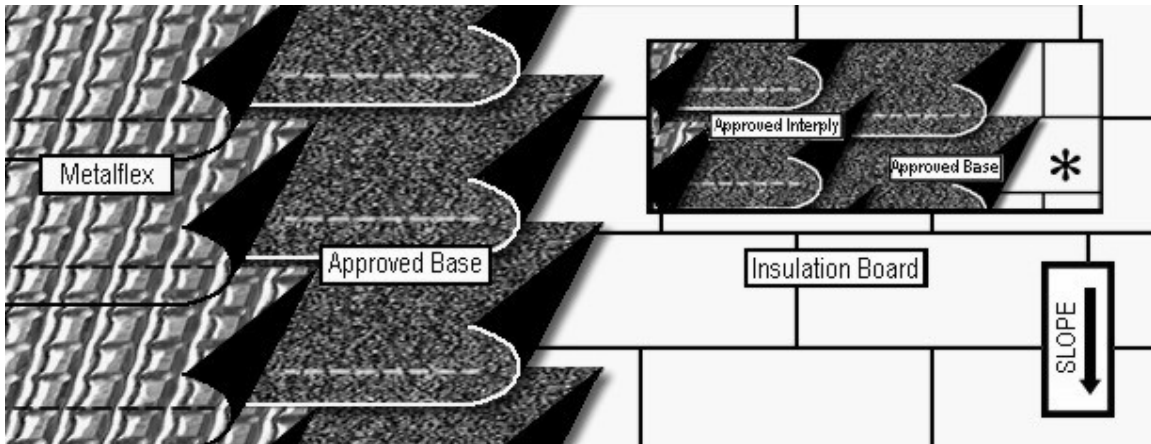 Metalflex
Approved Base
Approved Interply
Approved Base
*
Insulation Board
SLOPE